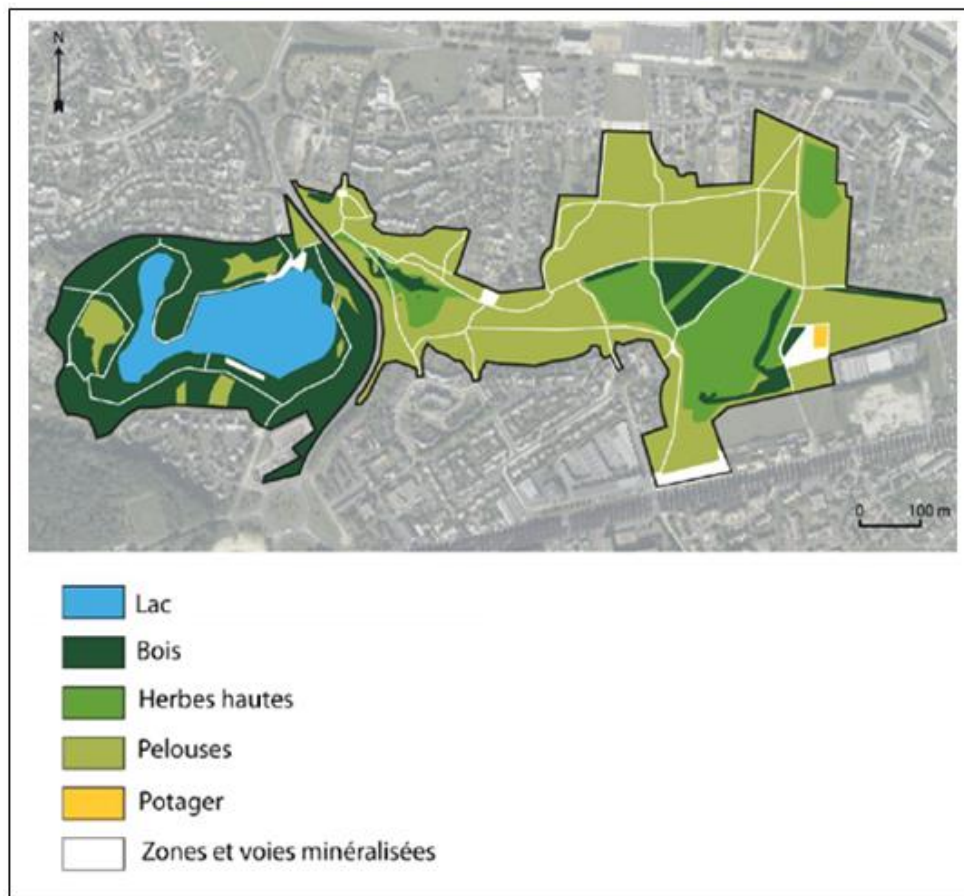 N
0 100 m
Lac
Bois
Herbes hautes
Pelouses
Potager
Zones et voies minéralisées